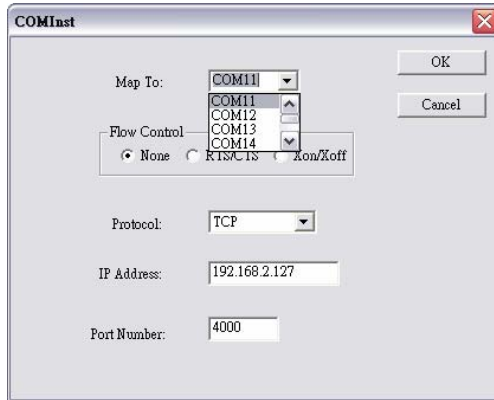 COMInst
OK
Map To: COM11
Cancel
COM11
COM12
COM13
COM14
Flow Control
None RTS/CTS Xon/Xoff
Protocol: TCP
IP Address: 192.168.2.127
Port Number: 4000